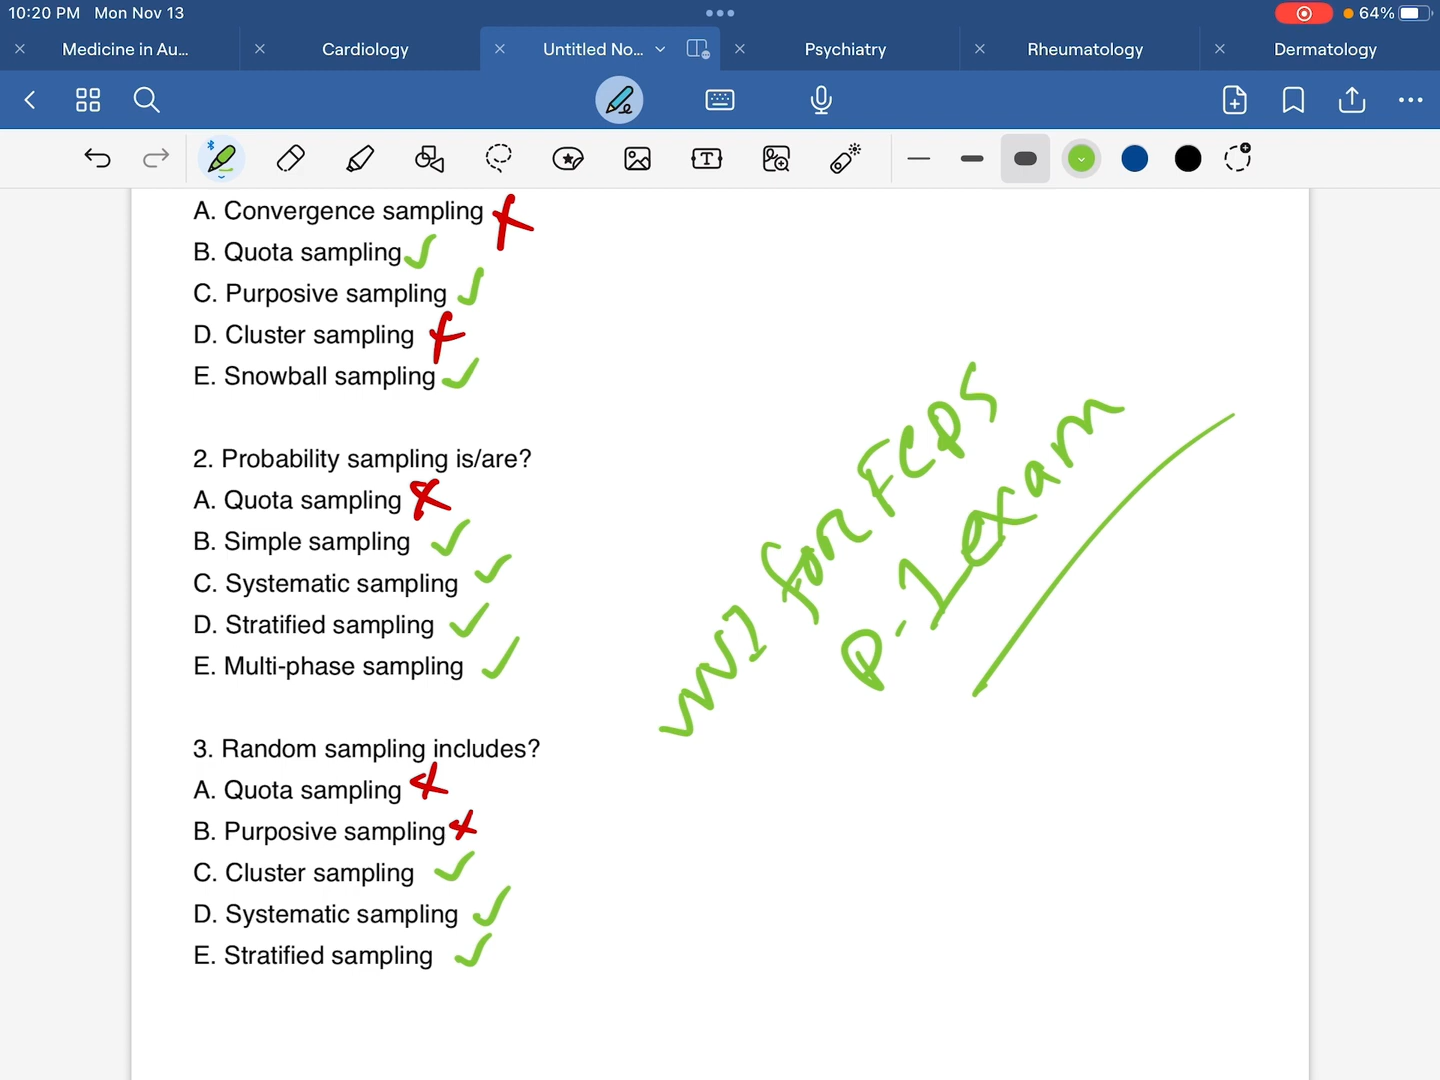 10:20 PM Mon Nov 13
64%
Medicine in Au...
Cardiology
Untitled No...
Psychiatry
Rheumatology
Dermatology
A. Convergence sampling
B. Quota sampling
C. Purposive sampling
D. Cluster sampling
E. Snowball sampling
2. Probability sampling is/are?
A. Quota sampling
B. Simple sampling
C. Systematic sampling
D. Stratified sampling
E. Multi-phase sampling
3. Random sampling includes?
A. Quota sampling
B. Purposive sampling
C. Cluster sampling
D. Systematic sampling
E. Stratified sampling
for FCPS
P-1 exam